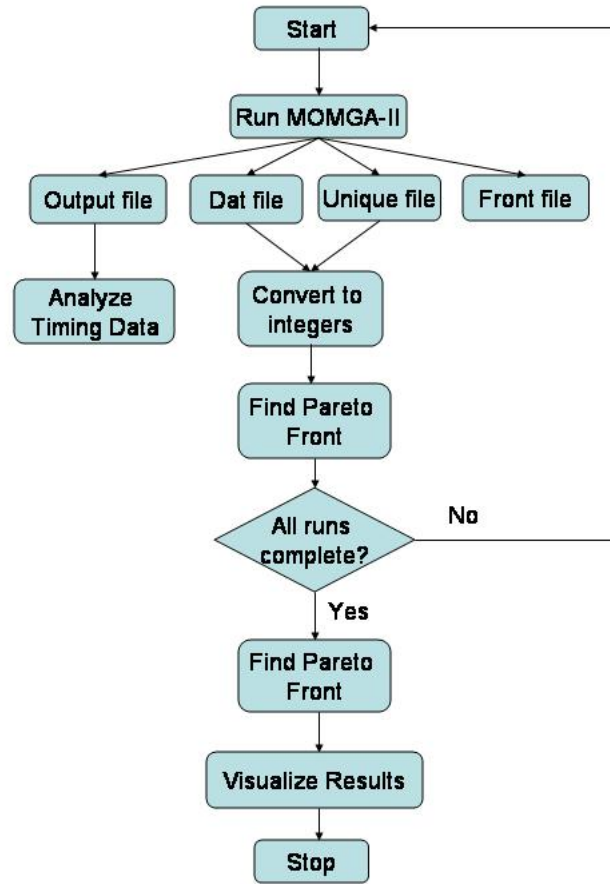 Start
Run MOMGA-II
Output file
Dat file
Unique file
Front file
Analyze
Timing Data
Convert to
integers
Find Pareto
Front
All runs
complete?
No
Yes
Find Pareto
Front
Visualize Results
Stop